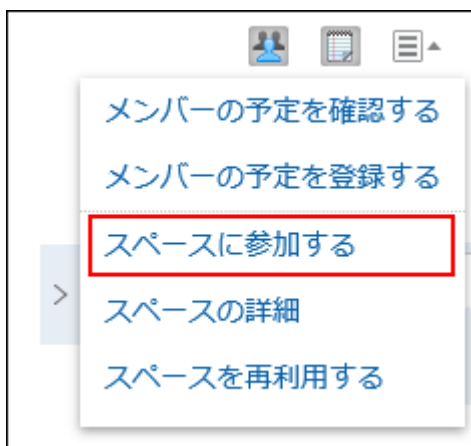 メンバーの予定を確認する
メンバーの予定を登録する
スペースに参加する
スペースの詳細
スペースを再利用する